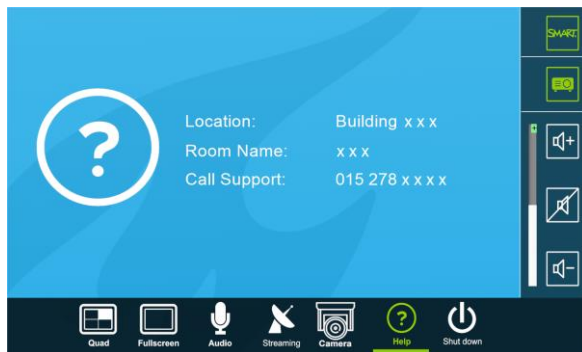 SMART
Location: Building x x x
Room Name: x x x
Call Support: 015 278 x x x x
Quad Fullscreen Audio Streaming Camera Help Shut down